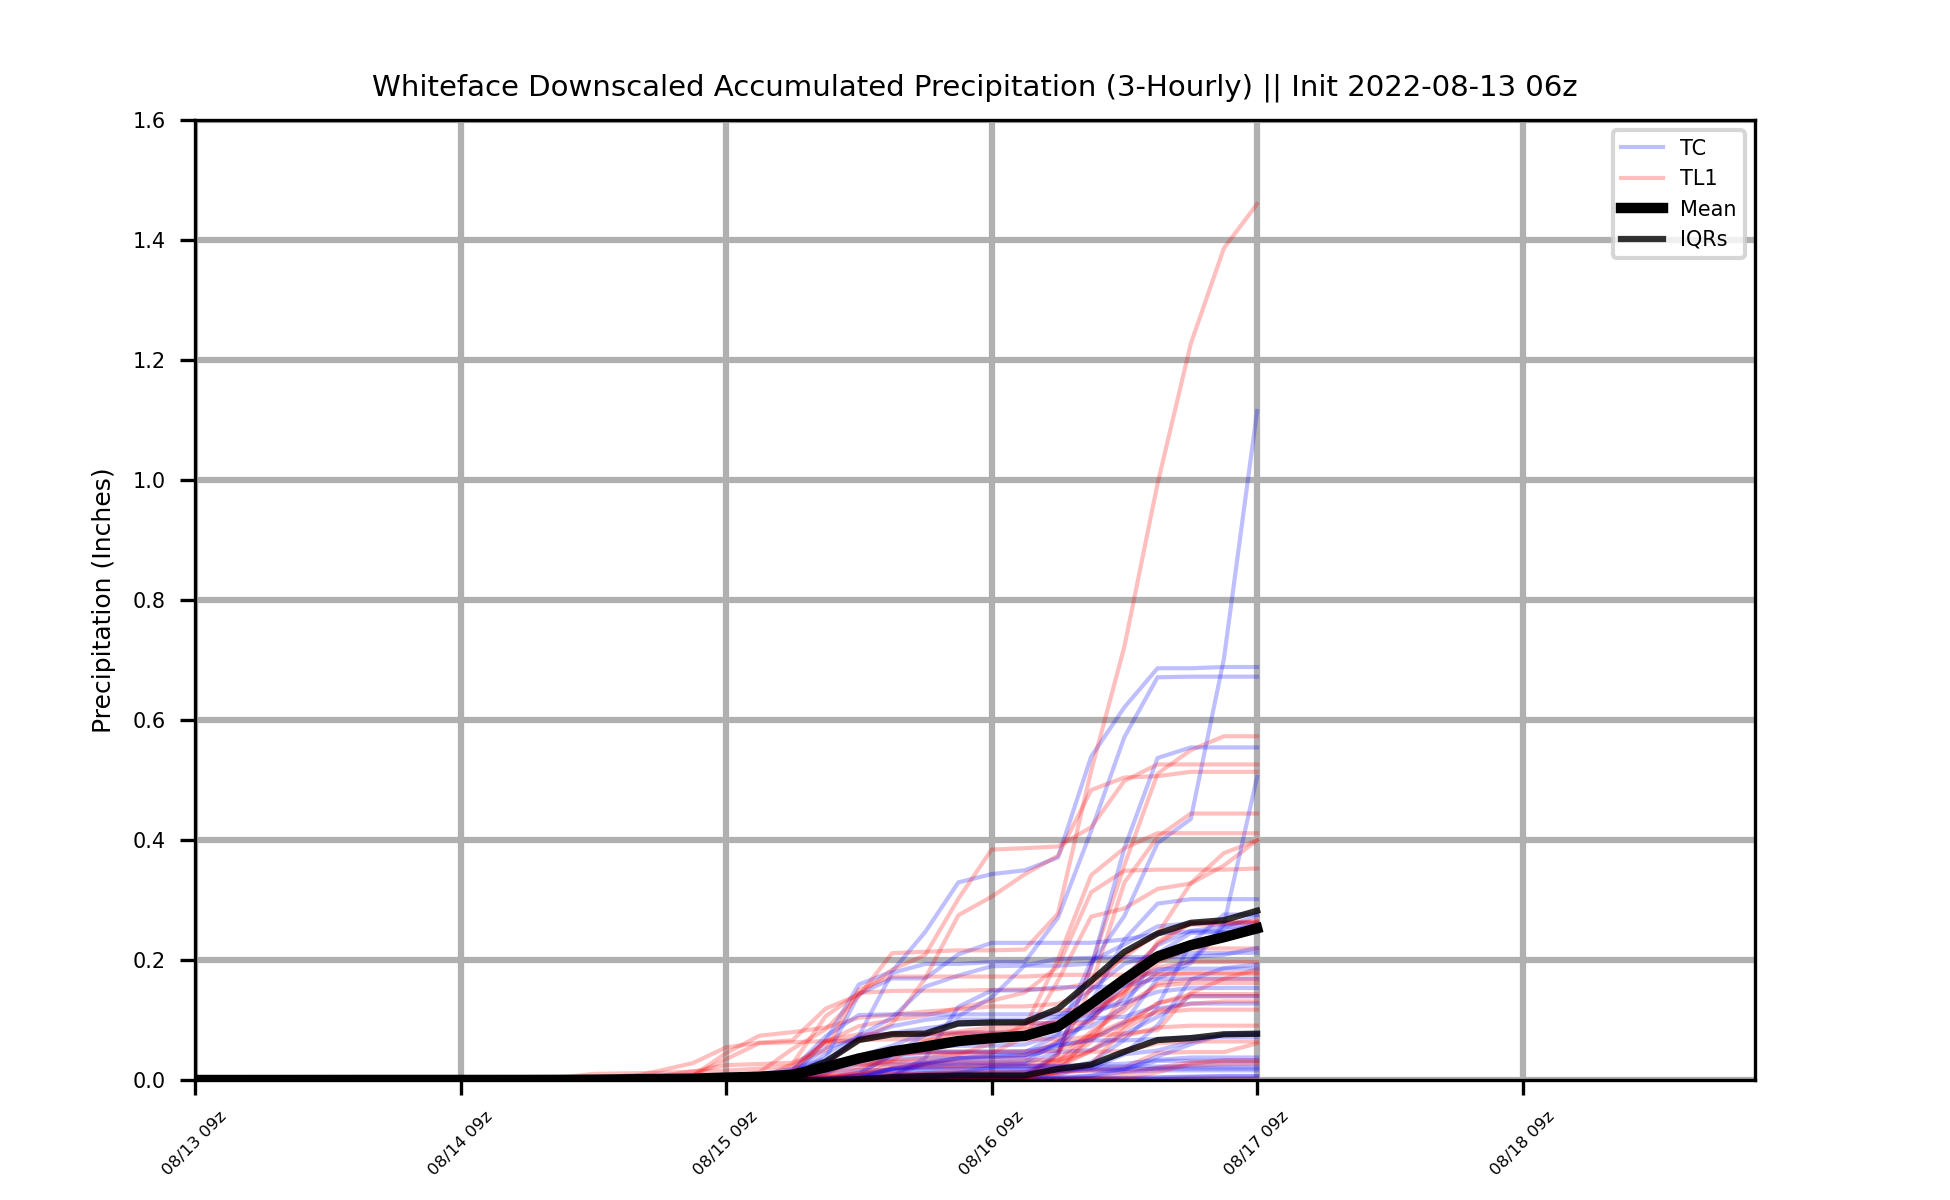 Whiteface Downscaled Accumulated Precipitation (3-Hourly) || Init 2022-08-13 06z
Precipitation (Inches)
1.6
1.4
1.2
1.0
0.8
0.6
0.4
0.2
0.0
TC
TL1
Mean
IQRs
08/13 09z
08/14 09z
08/15 09z
08/16 09z
08/17 09z
08/18 09z